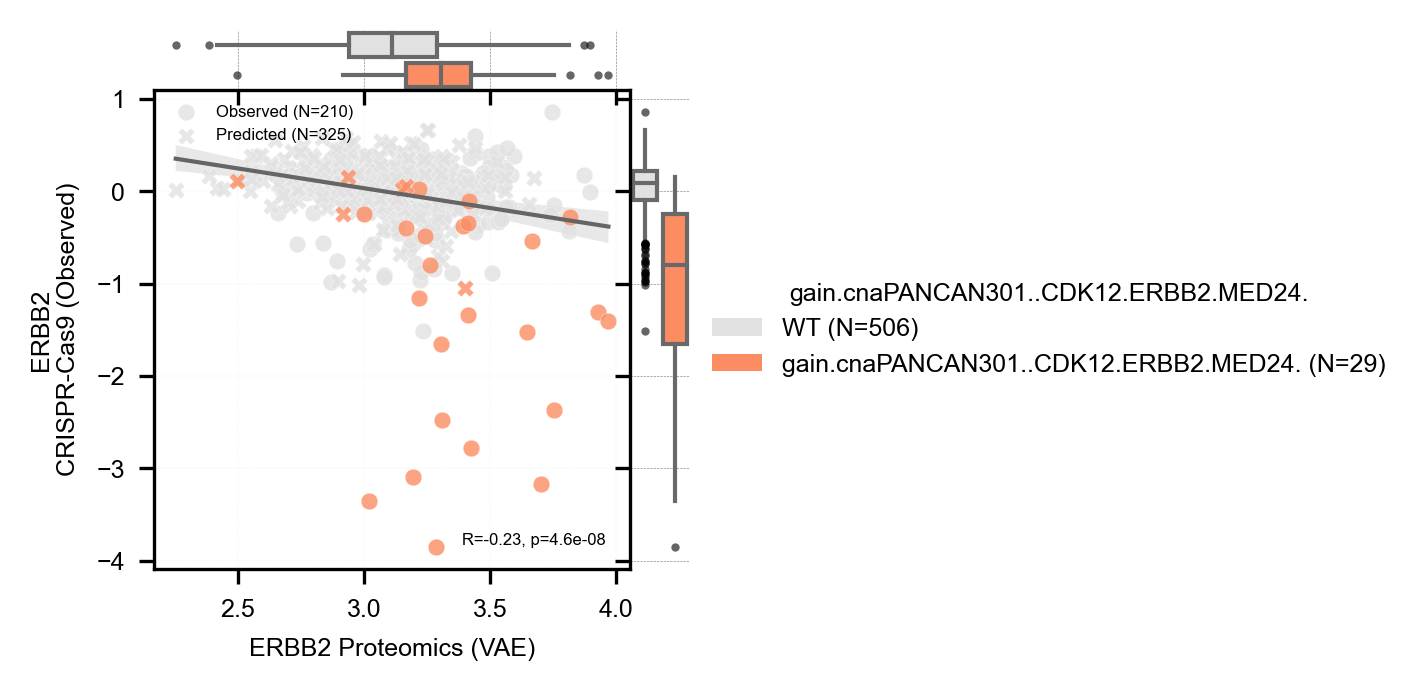 1
0
−1
−2
−3
−4
ERBB2
CRISPR-Cas9 (Observed)
Observed (N=210)
Predicted (N=325)
R=-0.23, p=4.6e-08
2.5
3.0
3.5
4.0
ERBB2 Proteomics (VAE)
gain.cnaPANCAN301..CDK12.ERBB2.MED24.
WT (N=506)
gain.cnaPANCAN301..CDK12.ERBB2.MED24. (N=29)